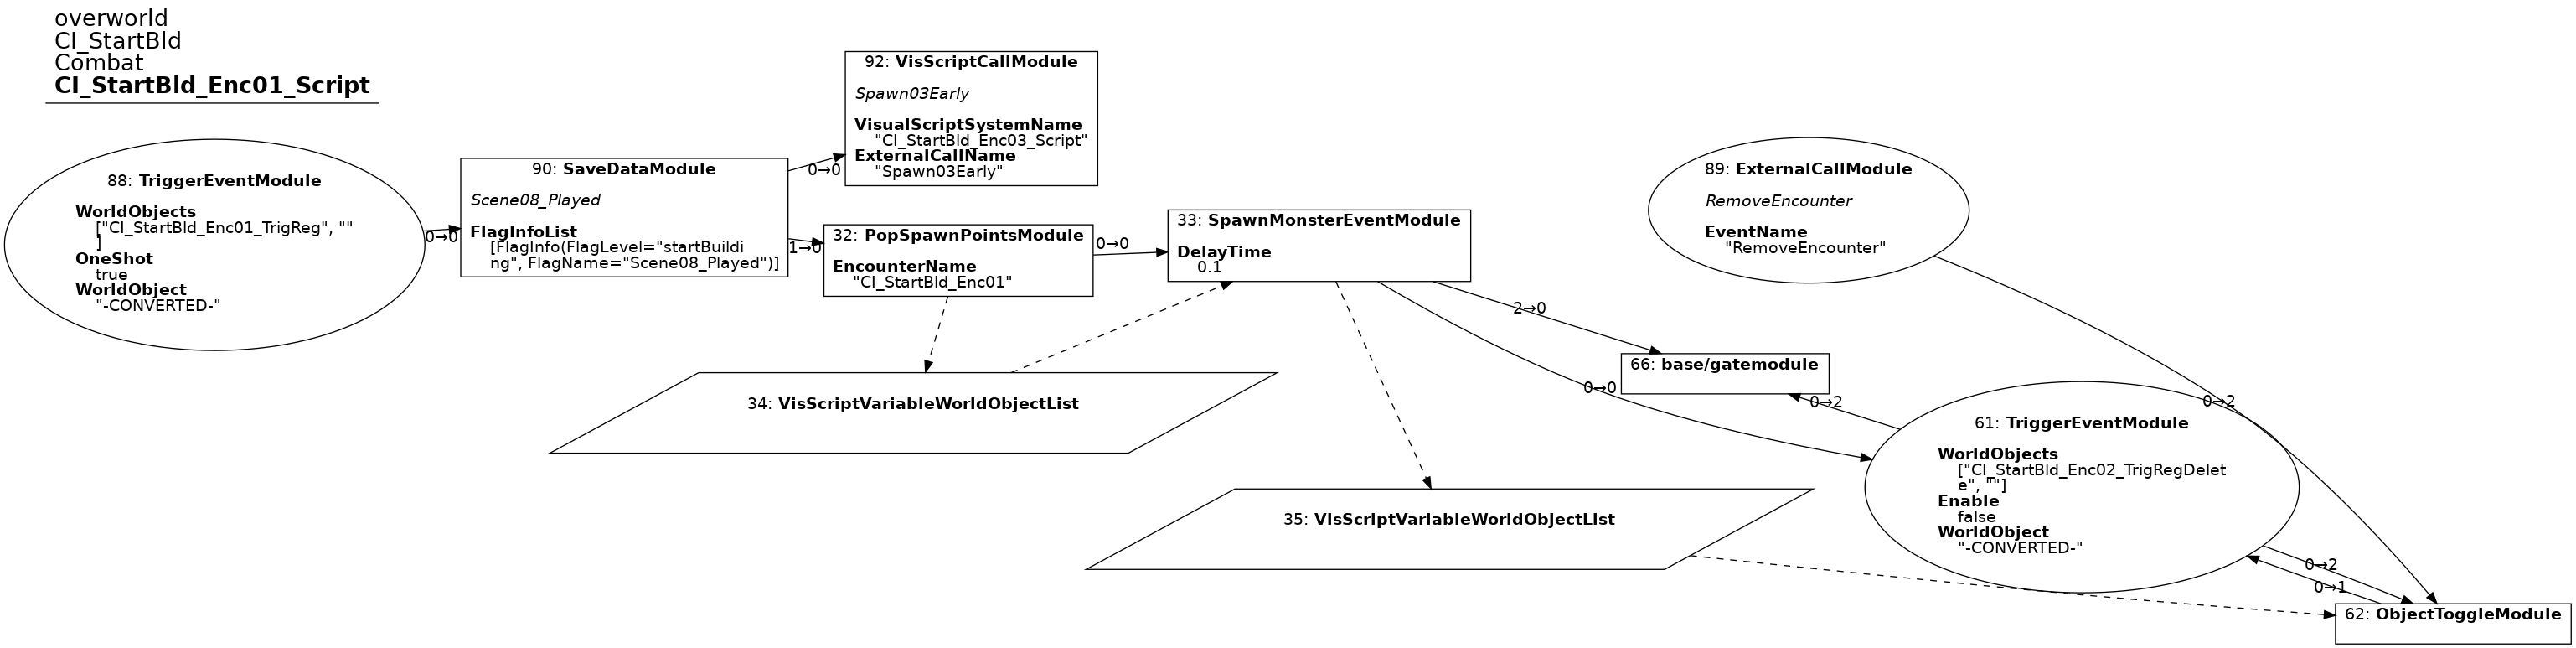 overworld
CI_StartBld
Combat
CI_StartBld_Enc01_Script
92: VisScriptCallModule
Spawn03Early
VisualScriptSystemName
"CI_StartBld_Enc03_Script"
ExternalCallName
"Spawn03Early"
88: TriggerEventModule
WorldObjects
["CI_StartBld_Enc01_TrigReg", ""
]
OneShot
true
WorldObject
"-CONVERTED-"
0→0
90: SaveDataModule
Scene08_Played
FlagInfoList
[FlagInfo(FlagLevel="startBuildi
ng", FlagName="Scene08_Played")]
0→0
1→0
32: PopSpawnPointsModule
EncounterName
"CI_StartBld_Enc01"
0→0
33: SpawnMonsterEventModule
DelayTime
0.1
89: ExternalCallModule
RemoveEncounter
EventName
"RemoveEncounter"
2→0
66: base/gatemodule
0→0
0→2
0→2
34: VisScriptVariableWorldObjectList
61: TriggerEventModule
WorldObjects
["CI_StartBld_Enc02_TrigRegDelet
e", ""]
Enable
false
WorldObject
"-CONVERTED-"
35: VisScriptVariableWorldObjectList
0→2
0→1
62: ObjectToggleModule